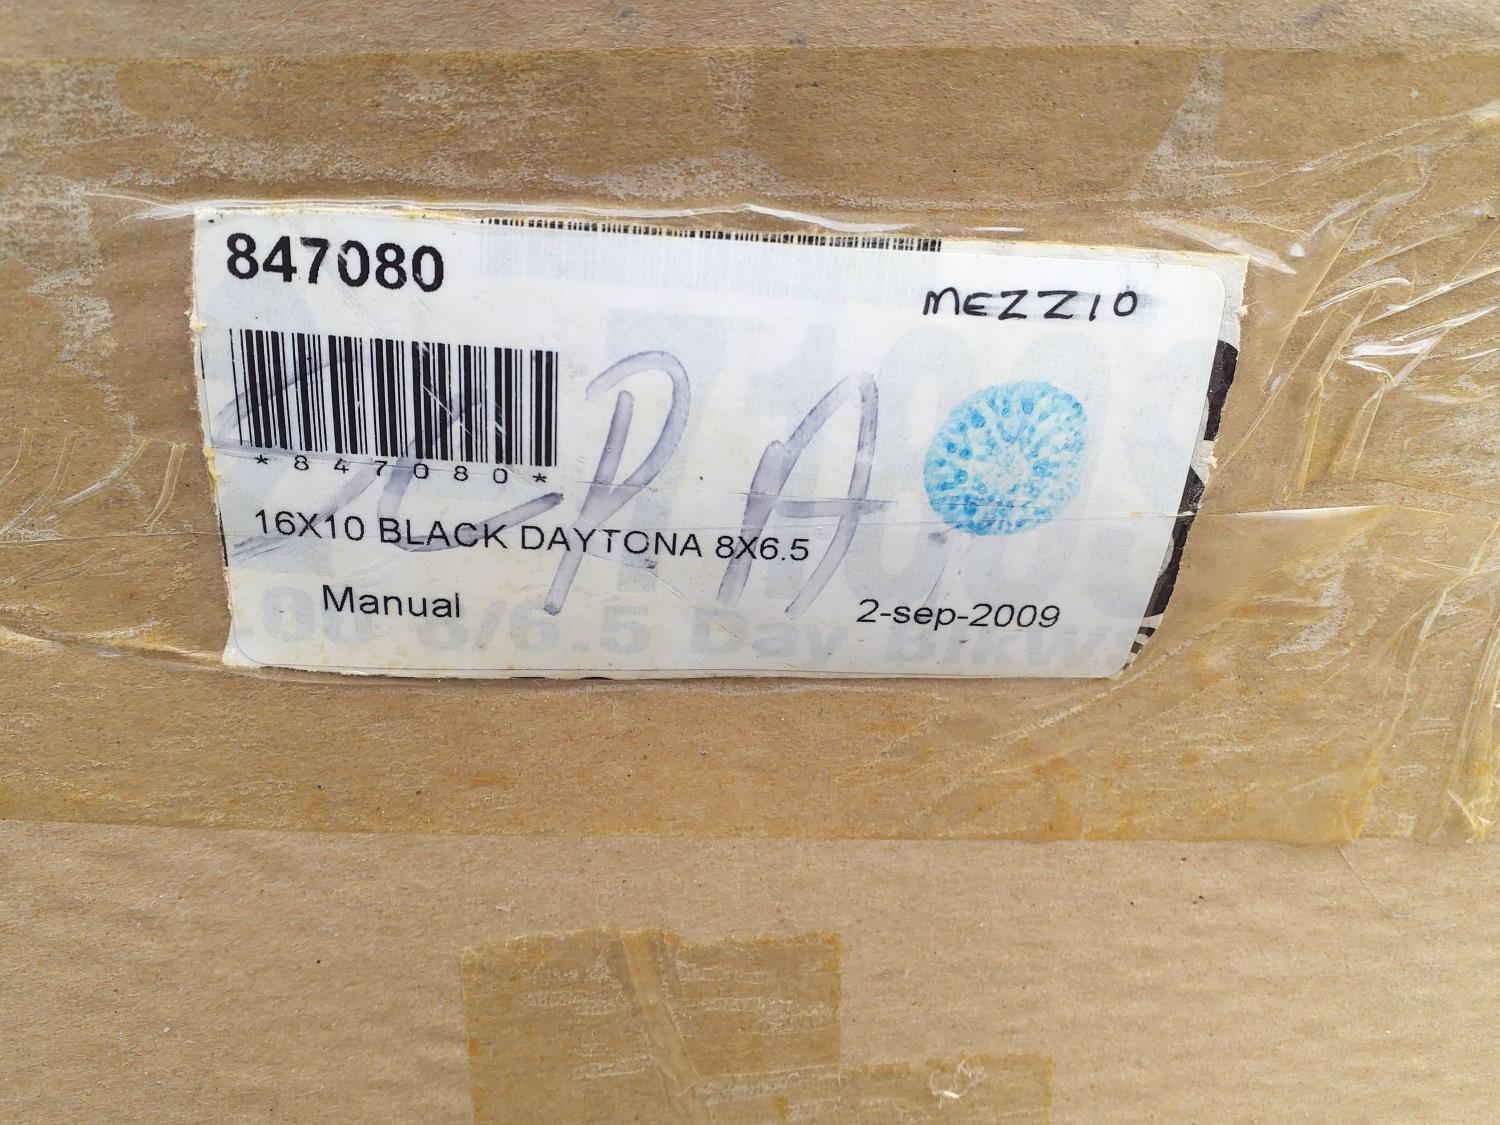 847080
MEZZIO
*847080*
16X10 BLACK DAYTONA 8X6.5
Manual
2-sep-2009